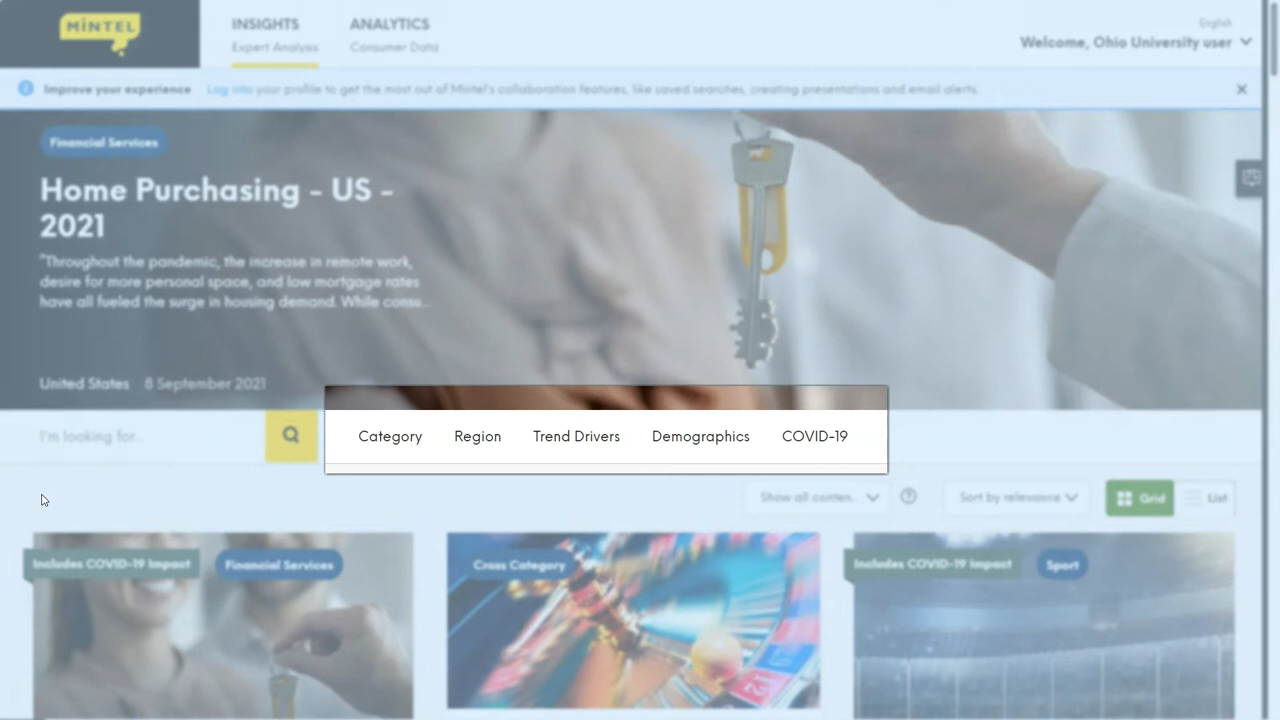 MINTEL
INSIGHTS
Expert Analysis
ANALYTICS
Consumer Data
English
Welcome, Ohio University user
Improve your experience Log into your profile to get the most out of Mintel's collaboration features, like saved searches, creating presentations and email alerts.
Financial Services
Home Purchasing - US -
2021
"Throughout the pandemic, the increase in remote work,
desire for more personal space, and low mortgage rates
have all fueled the surge in housing demand. While consu...
United States 8 September 2021
I'm looking for...
Category Region Trend Drivers Demographics COVID-19
Show all conten... Sort by relevance Grid List
Includes COVID-19 Impact Financial Services
Cross Category
Includes COVID-19 Impact Sport
12